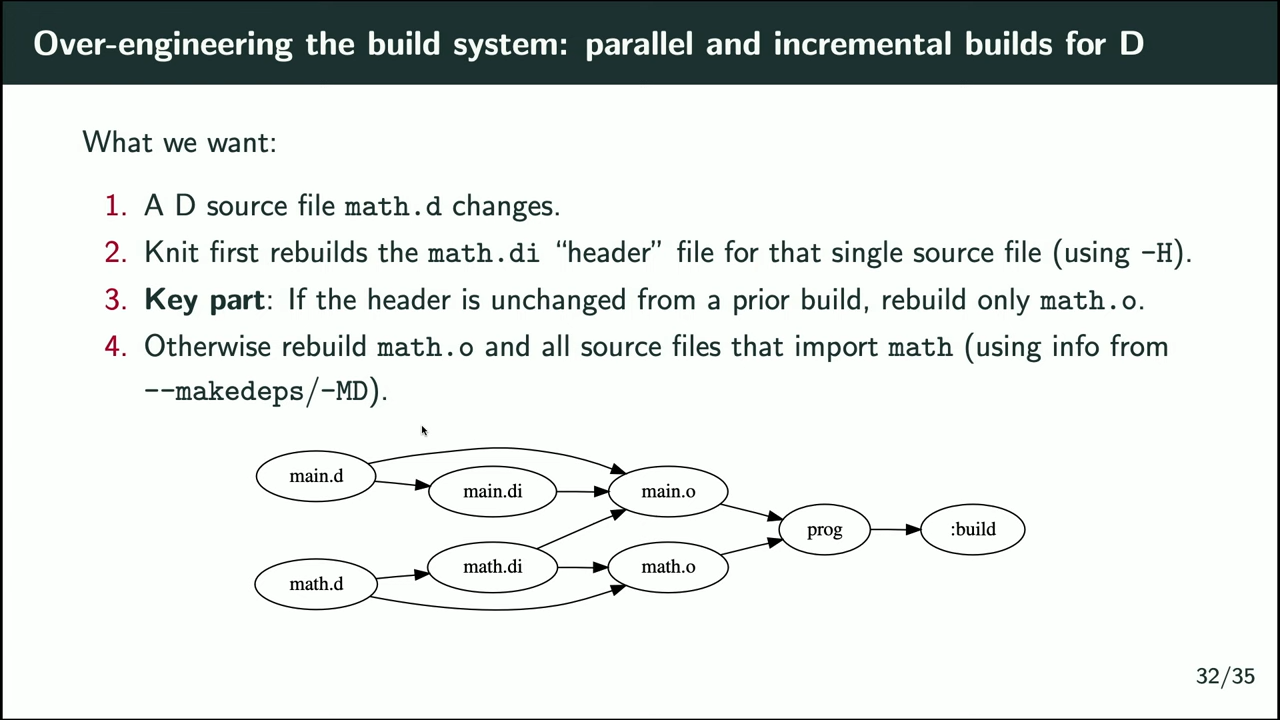 Over-engineering the build system: parallel and incremental builds for D
What we want:
1. A D source file math.d changes.
2. Knit first rebuilds the math.di “header” file for that single source file (using -H).
3. Key part: If the header is unchanged from a prior build, rebuild only math.o.
4. Otherwise rebuild math.o and all source files that import math (using info from
--makedeps/-MD).
main.d
main.di
main.o
prog
:build
math.d
math.di
math.o
32/35